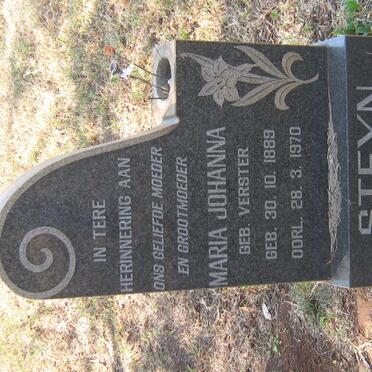 IN TERE
HERINNERING AAN
ONS GELIEFDE MOEDER
EN GROOTMOEDER
MARIA JOHANNA
GEB. VERSTER
GEB. 30. 10. 1889
OORL. 28. 3. 1970
STEYN